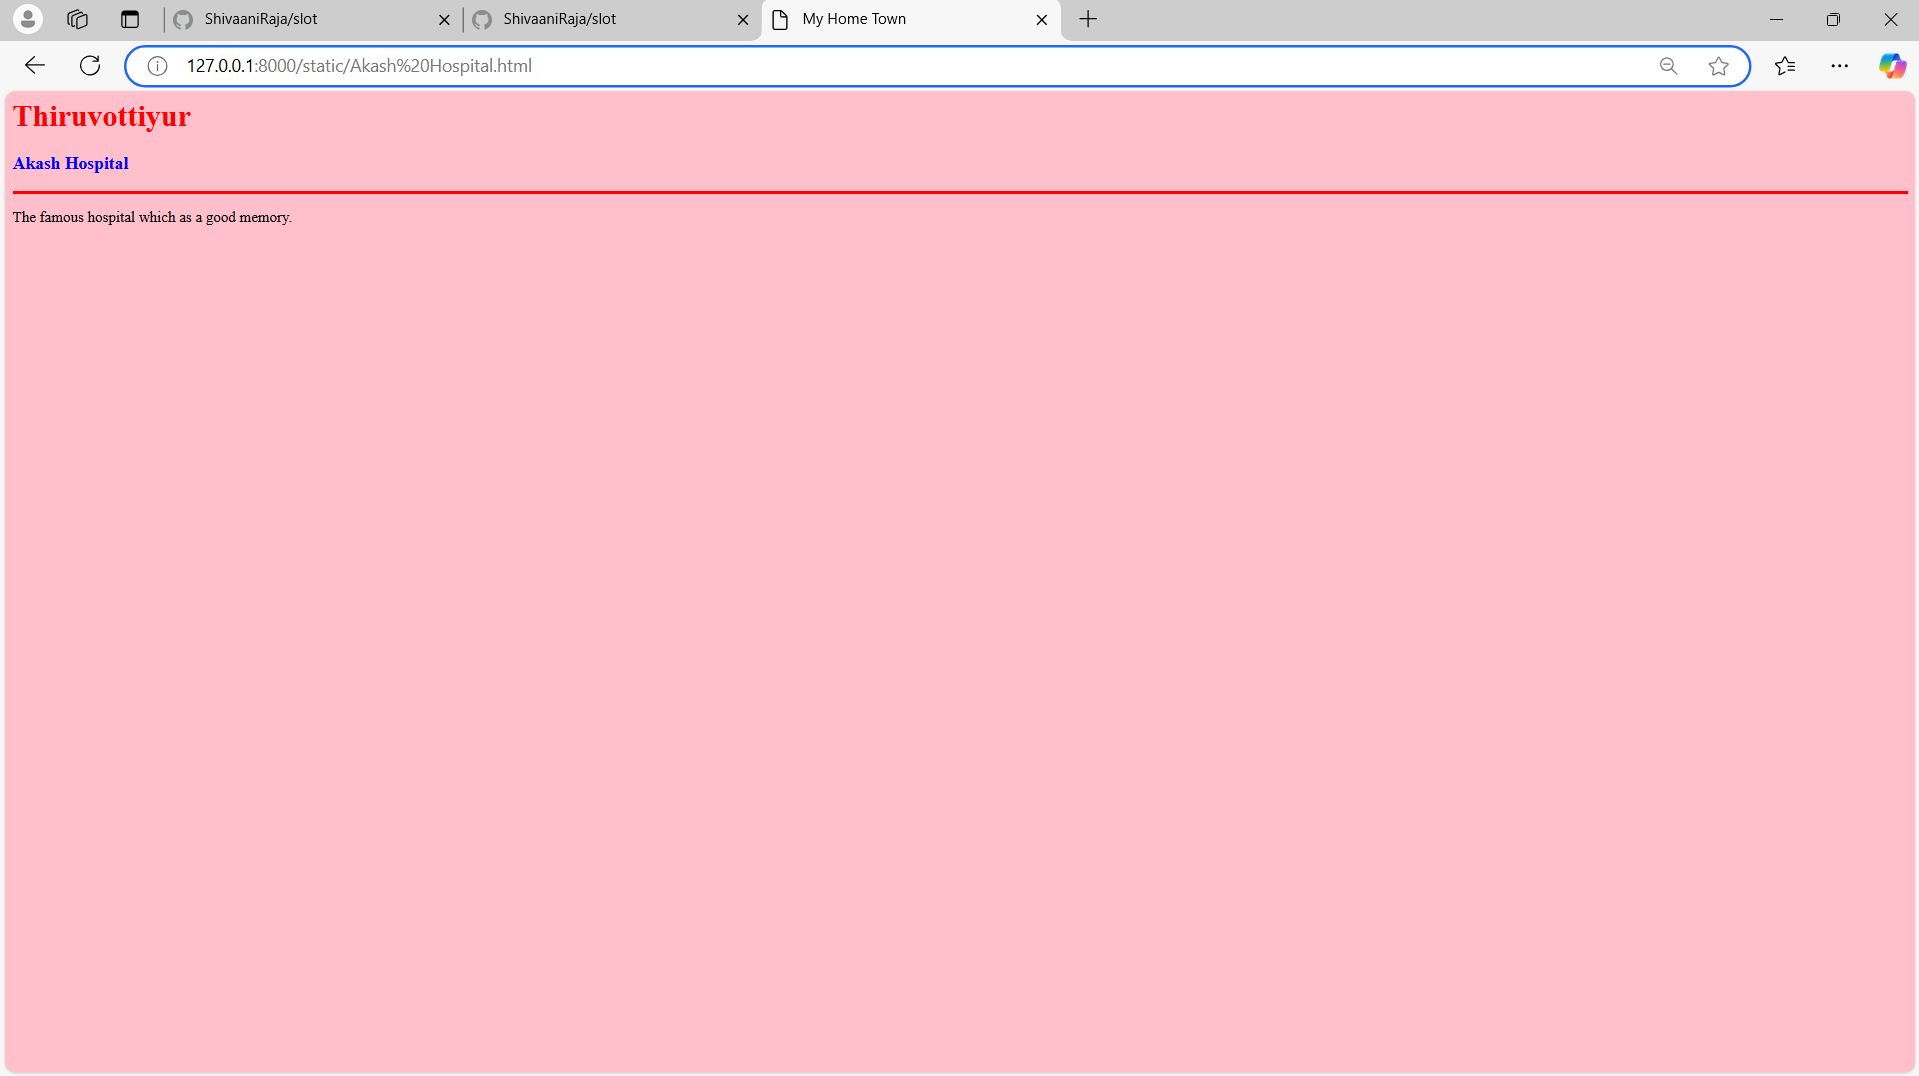 ShivaaniRaja/slot
ShivaaniRaja/slot
My Home Town
127.0.0.1:8000/static/Akash%20Hospital.html
Thiruvottiyur
Akash Hospital
The famous hospital which as a good memory.